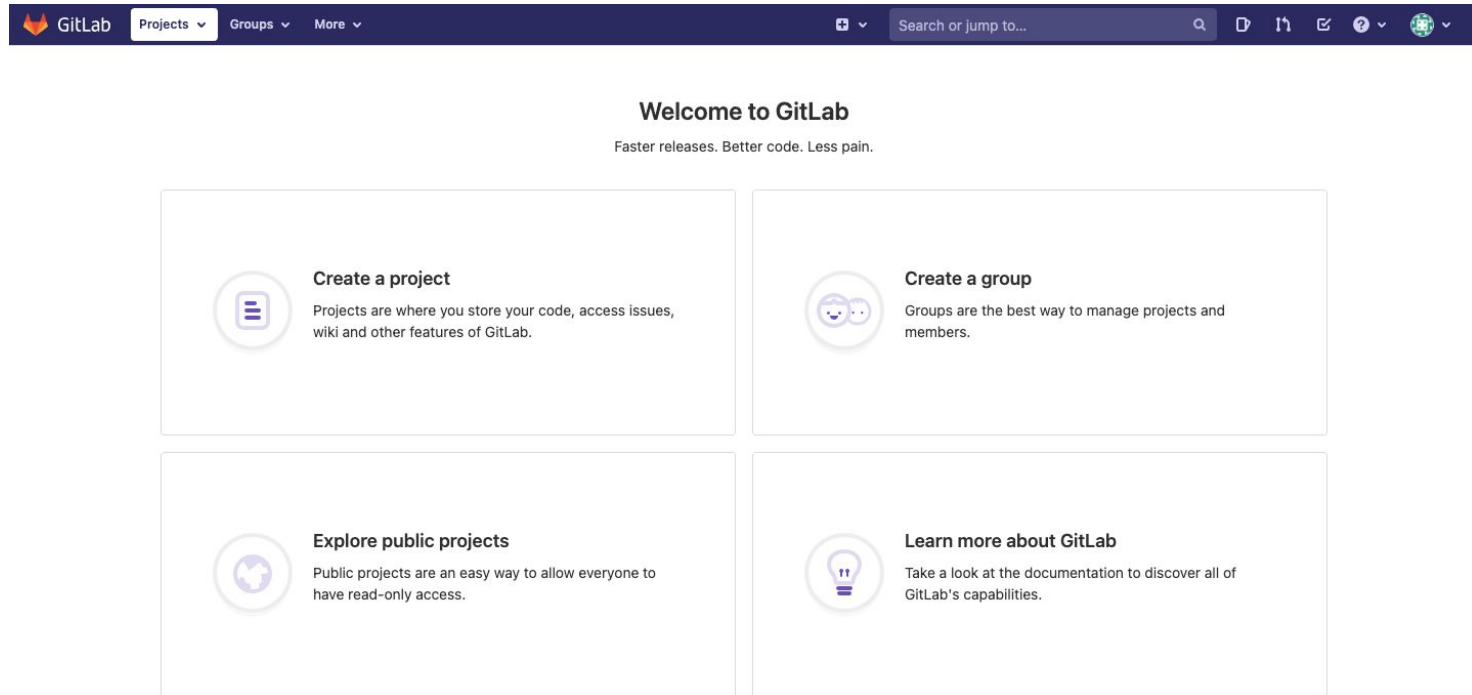 GitLab Projects Groups More Search or jump to...
Welcome to GitLab
Faster releases. Better code. Less pain.
Create a project
Projects are where you store your code, access issues,
wiki and other features of GitLab.
Create a group
Groups are the best way to manage projects and
members.
Explore public projects
Public projects are an easy way to allow everyone to
have read-only access.
Learn more about GitLab
Take a look at the documentation to discover all of
GitLab's capabilities.